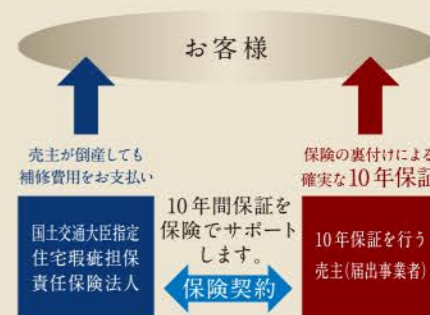 お客様
売主が倒産しても
補修費用をお支払い
保険の裏付けによる
確実な10年保証
10年間保証を
保険でサポート
します。
国土交通大臣指定
住宅瑕疵担保
責任保険法人
保険契約
10年保証を行う
売主(届出事業者)